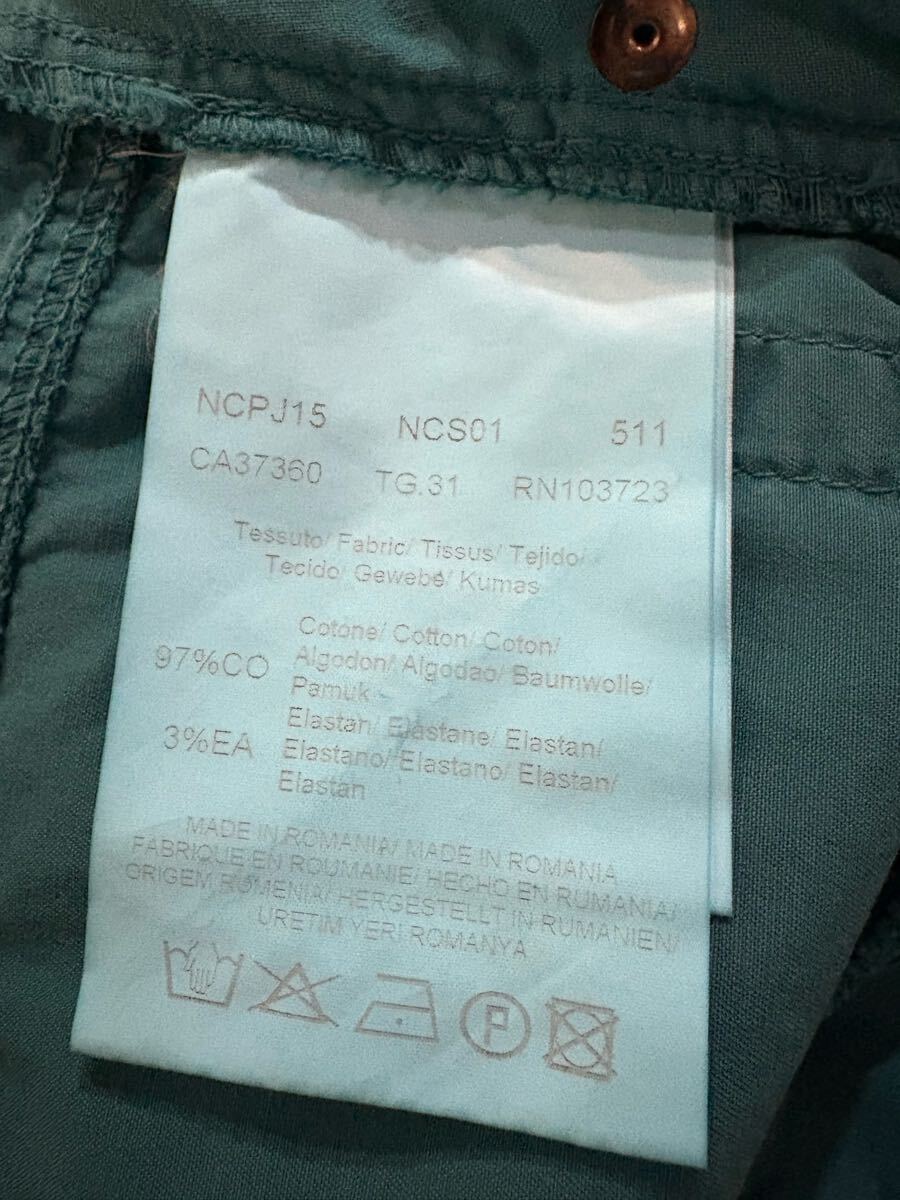 NCPJ15 NCS01 511
CA37360 TG.31 RN103723
Tessuto/ Fabric/ Tissus/ Tejido/
Tecido/ Gewebe/ Kumas
97%CO
Cotone/ Cotton/ Coton/
Algodon/ Algodao/ Baumwolle/
Pamuk
3%EA
Elastan/ Elastane/ Elastan/
Elastano/ Elastano/ Elastan/
Elastan
MADE IN ROMANIA/ MADE IN ROMANIA
FABRIQUE EN ROUMANIE/ HECHO EN RUMANIA/
ORIGEM ROMENIA/ HERGESTELLT IN RUMANIEN/
URETIM YERI ROMANYA
P